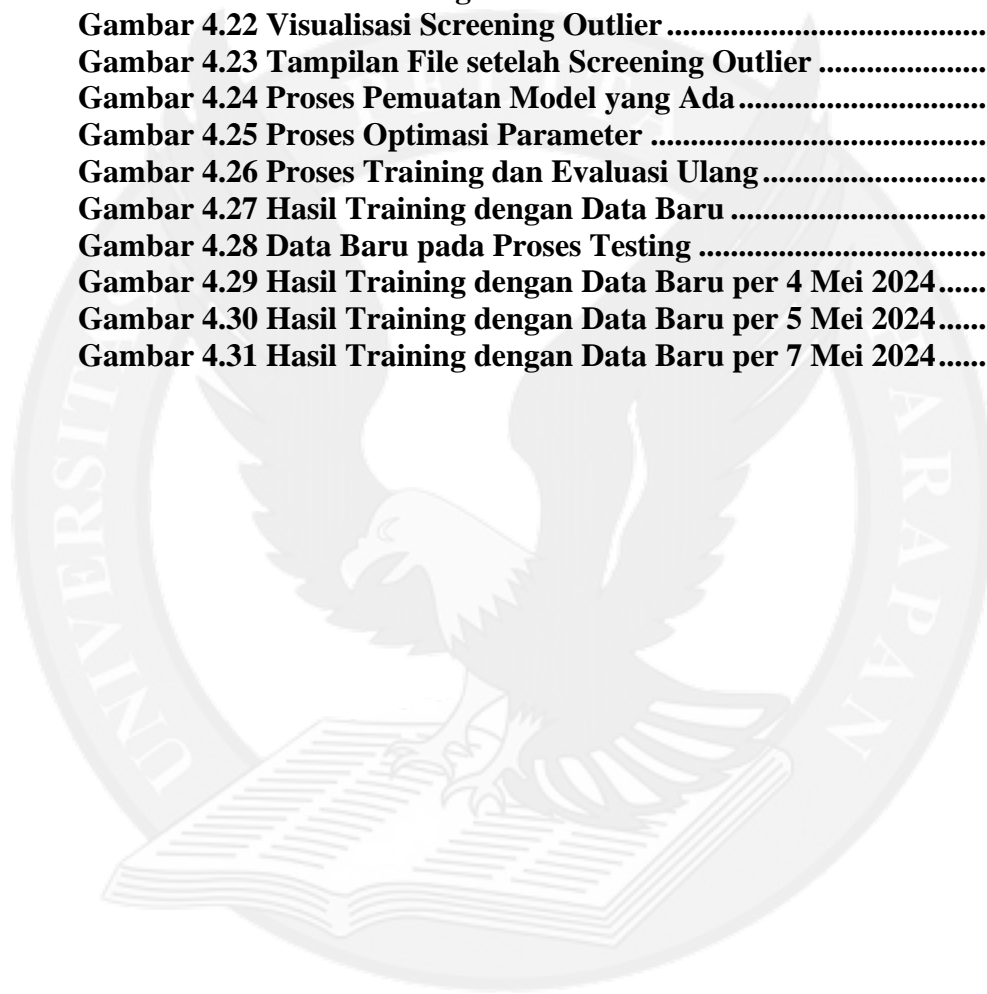 Gambar 4.22 Visualisasi Screening Outlier......................................
Gambar 4.23 Tampilan File setelah Screening Outlier....................
Gambar 4.24 Proses Pemuatan Model yang Ada..............................
Gambar 4.25 Proses Optimasi Parameter........................................
Gambar 4.26 Proses Training dan Evaluasi Ulang...........................
Gambar 4.27 Hasil Training dengan Data Baru...............................
Gambar 4.28 Data Baru pada Proses Testing...................................
Gambar 4.29 Hasil Training dengan Data Baru per 4 Mei 2024......
Gambar 4.30 Hasil Training dengan Data Baru per 5 Mei 2024......
Gambar 4.31 Hasil Training dengan Data Baru per 7 Mei 2024......